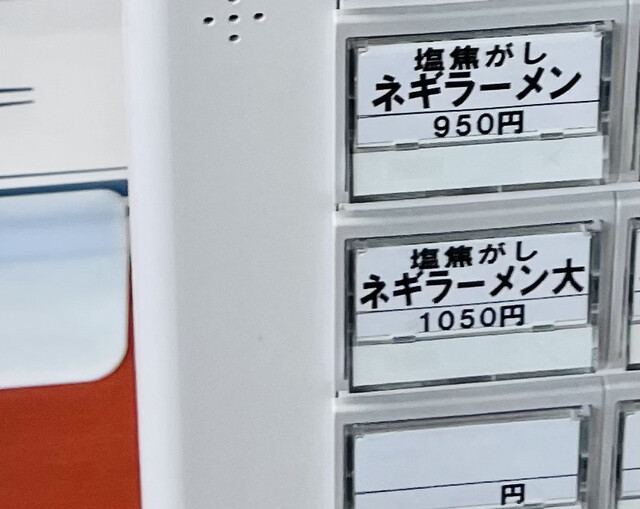 塩焦がし
ネギラーメン
950円
塩焦がし
ネギラーメン大
1050円
円